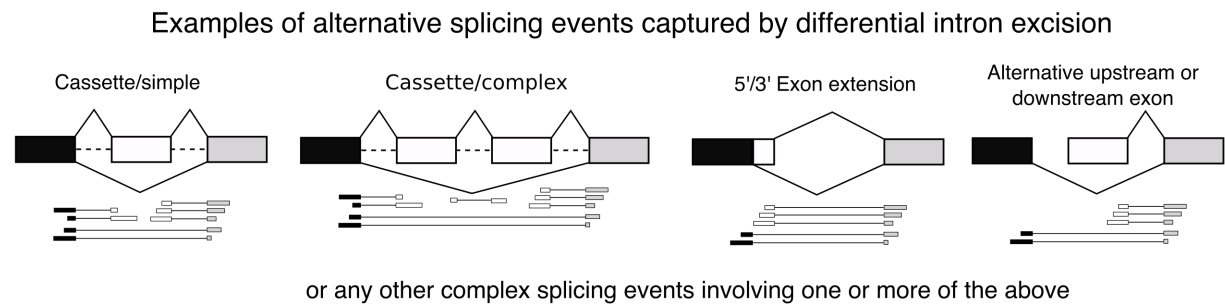 Examples of alternative splicing events captured by differential intron excision
Cassette/simple
Cassette/complex
5'/3' Exon extension
Alternative upstream or
downstream exon
or any other complex splicing events involving one or more of the above